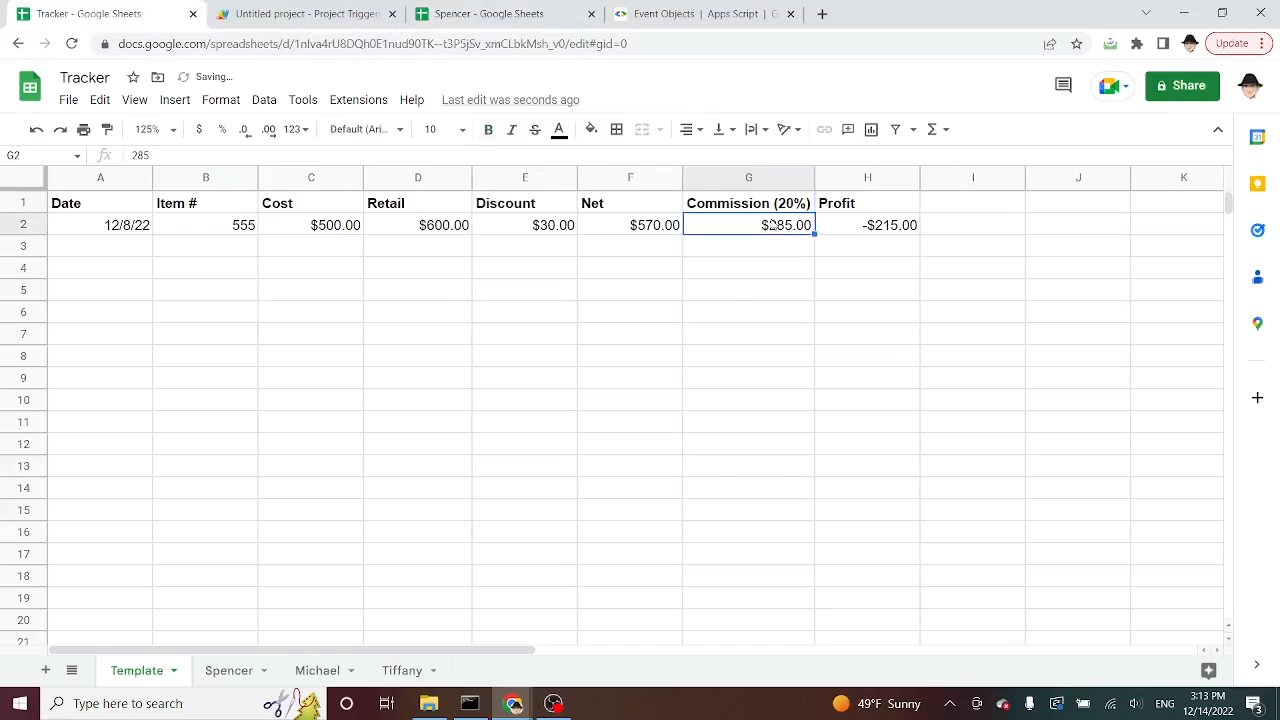 Tracker - Google Sheets
Untitled project - Project Trigger
Spencer - Google Sheets
Event Objects | Apps Script | G
docs.google.com/spreadsheets/d/1nIva4rU8DQh0E1nud90TK--t3P5jSv_xmCLbkMsh_v0/edit#gid=0
Update
Tracker
Saving...
File Edit View Insert Format Data Tools Extensions Help Last edit was seconds ago
Share
125% $ % .0 .00 123 Default (Ari... 10 B I S A Σ
G2 fx 285
A B C D E F G H I J K
1 Date Item # Cost Retail Discount Net Commission (20%) Profit
2 12/8/22 555 $500.00 $600.00 $30.00 $570.00 $285.00 -$215.00
3
4
5
6
7
8
9
10
11
12
13
14
15
16
17
18
19
20
21
Template Spencer Michael Tiffany
Type here to search
49°F Sunny
ENG
3:13 PM
12/14/2022
31